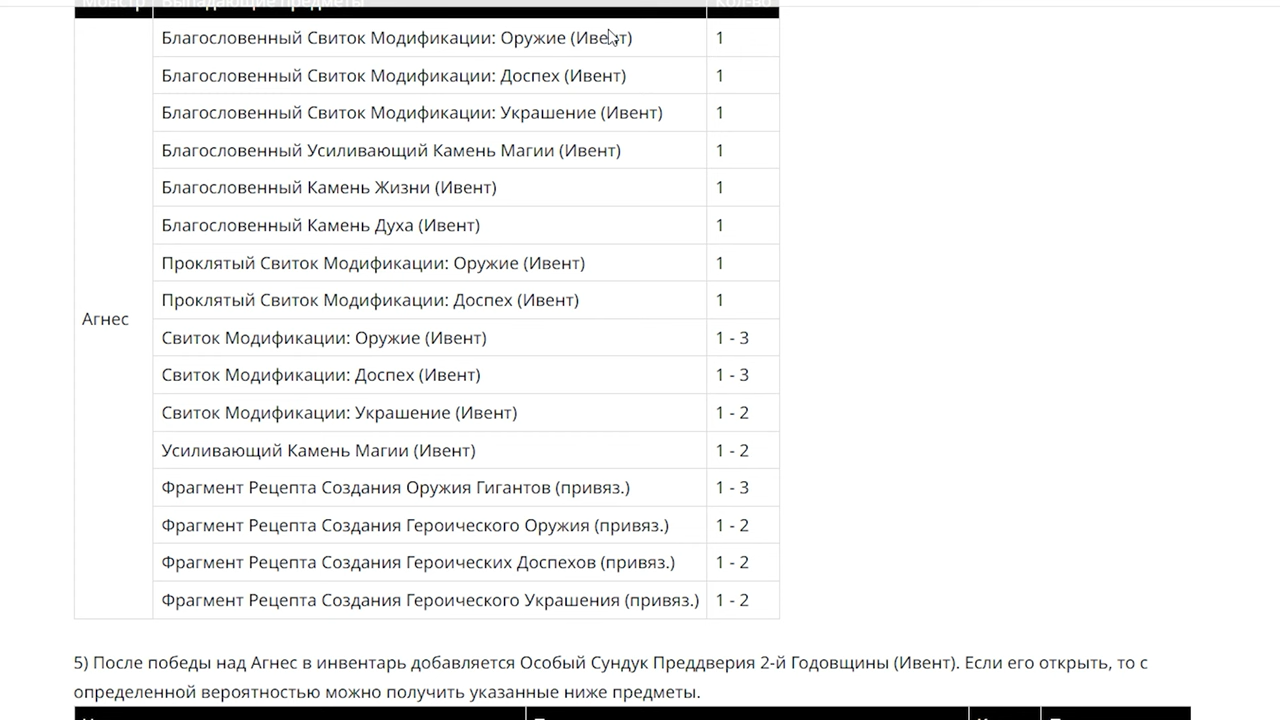 Монстр Выпадающие предметы Кол-во
Благословенный Свиток Модификации: Оружие (Ивент) 1
Благословенный Свиток Модификации: Доспех (Ивент) 1
Благословенный Свиток Модификации: Украшение (Ивент) 1
Благословенный Усиливающий Камень Магии (Ивент) 1
Благословенный Камень Жизни (Ивент) 1
Благословенный Камень Духа (Ивент) 1
Проклятый Свиток Модификации: Оружие (Ивент) 1
Проклятый Свиток Модификации: Доспех (Ивент) 1
Агнес
Свиток Модификации: Оружие (Ивент) 1 - 3
Свиток Модификации: Доспех (Ивент) 1 - 3
Свиток Модификации: Украшение (Ивент) 1 - 2
Усиливающий Камень Магии (Ивент) 1 - 2
Фрагмент Рецепта Создания Оружия Гигантов (привяз.) 1 - 3
Фрагмент Рецепта Создания Героического Оружия (привяз.) 1 - 2
Фрагмент Рецепта Создания Героических Доспехов (привяз.) 1 - 2
Фрагмент Рецепта Создания Героического Украшения (привяз.) 1 - 2
5) После победы над Агнес в инвентарь добавляется Особый Сундук Преддверия 2-й Годовщины (Ивент). Если его открыть, то с
определенной вероятностью можно получить указанные ниже предметы.